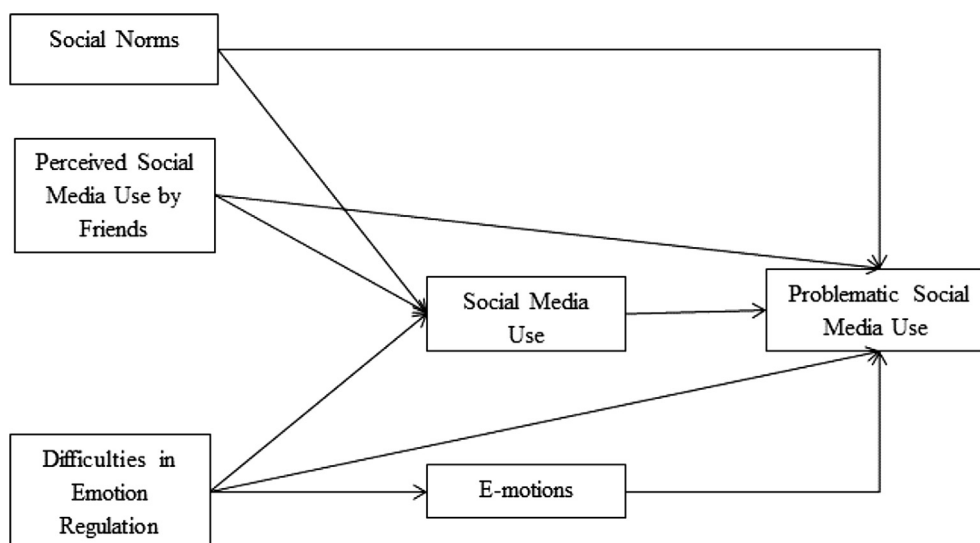 Social Norms
Perceived Social
Media Use by
Friends
Social Media
Use
Problematic Social
Media Use
Difficulties in
Emotion
Regulation
E-motions